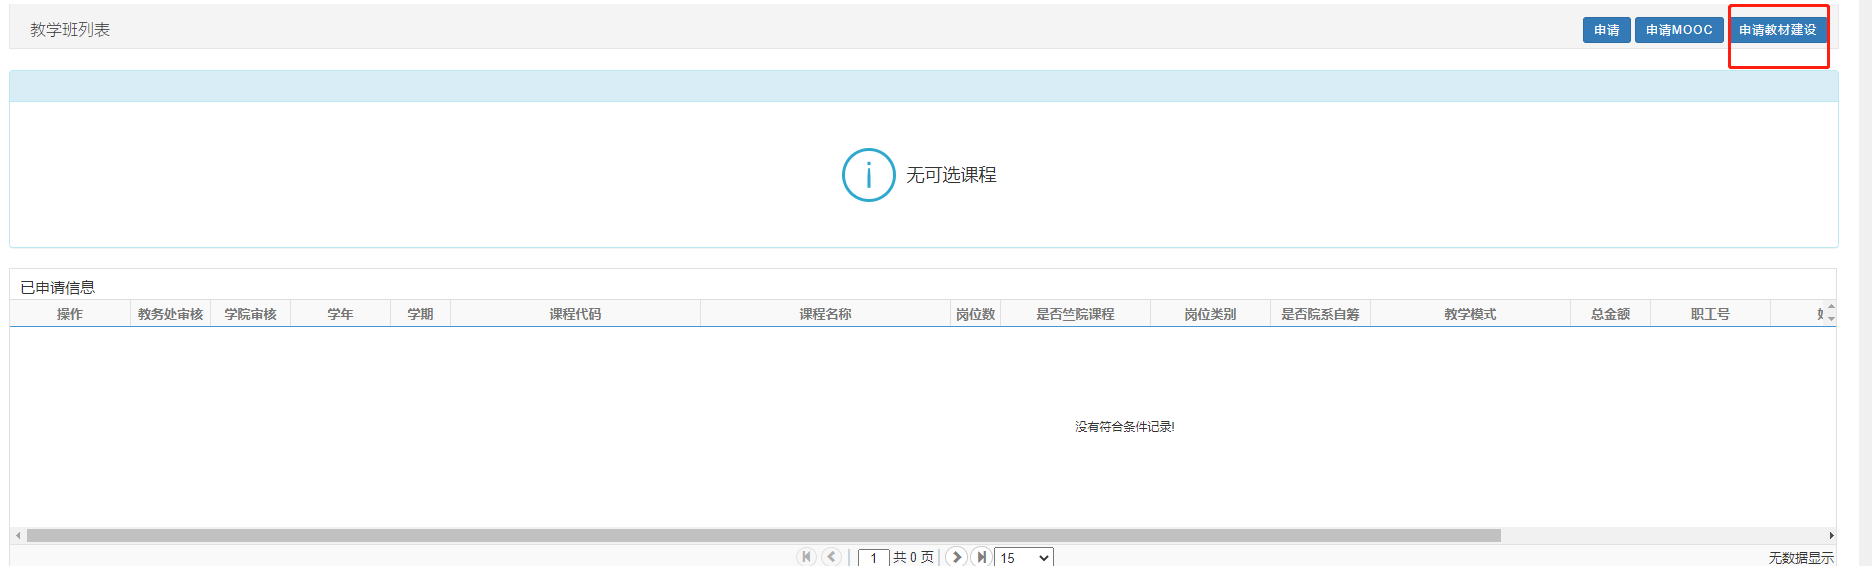 教学班列表
申请 申请MOOC 申请教材建设
无可选课程
已申请信息
操作 教务处审核 学院审核 学年 学期 课程代码 课程名称 岗位数 是否竺院课程 岗位类别 是否院系自筹 教学模式 总金额 职工号
没有符合条件记录!
1 共 0 页 15 无数据显示